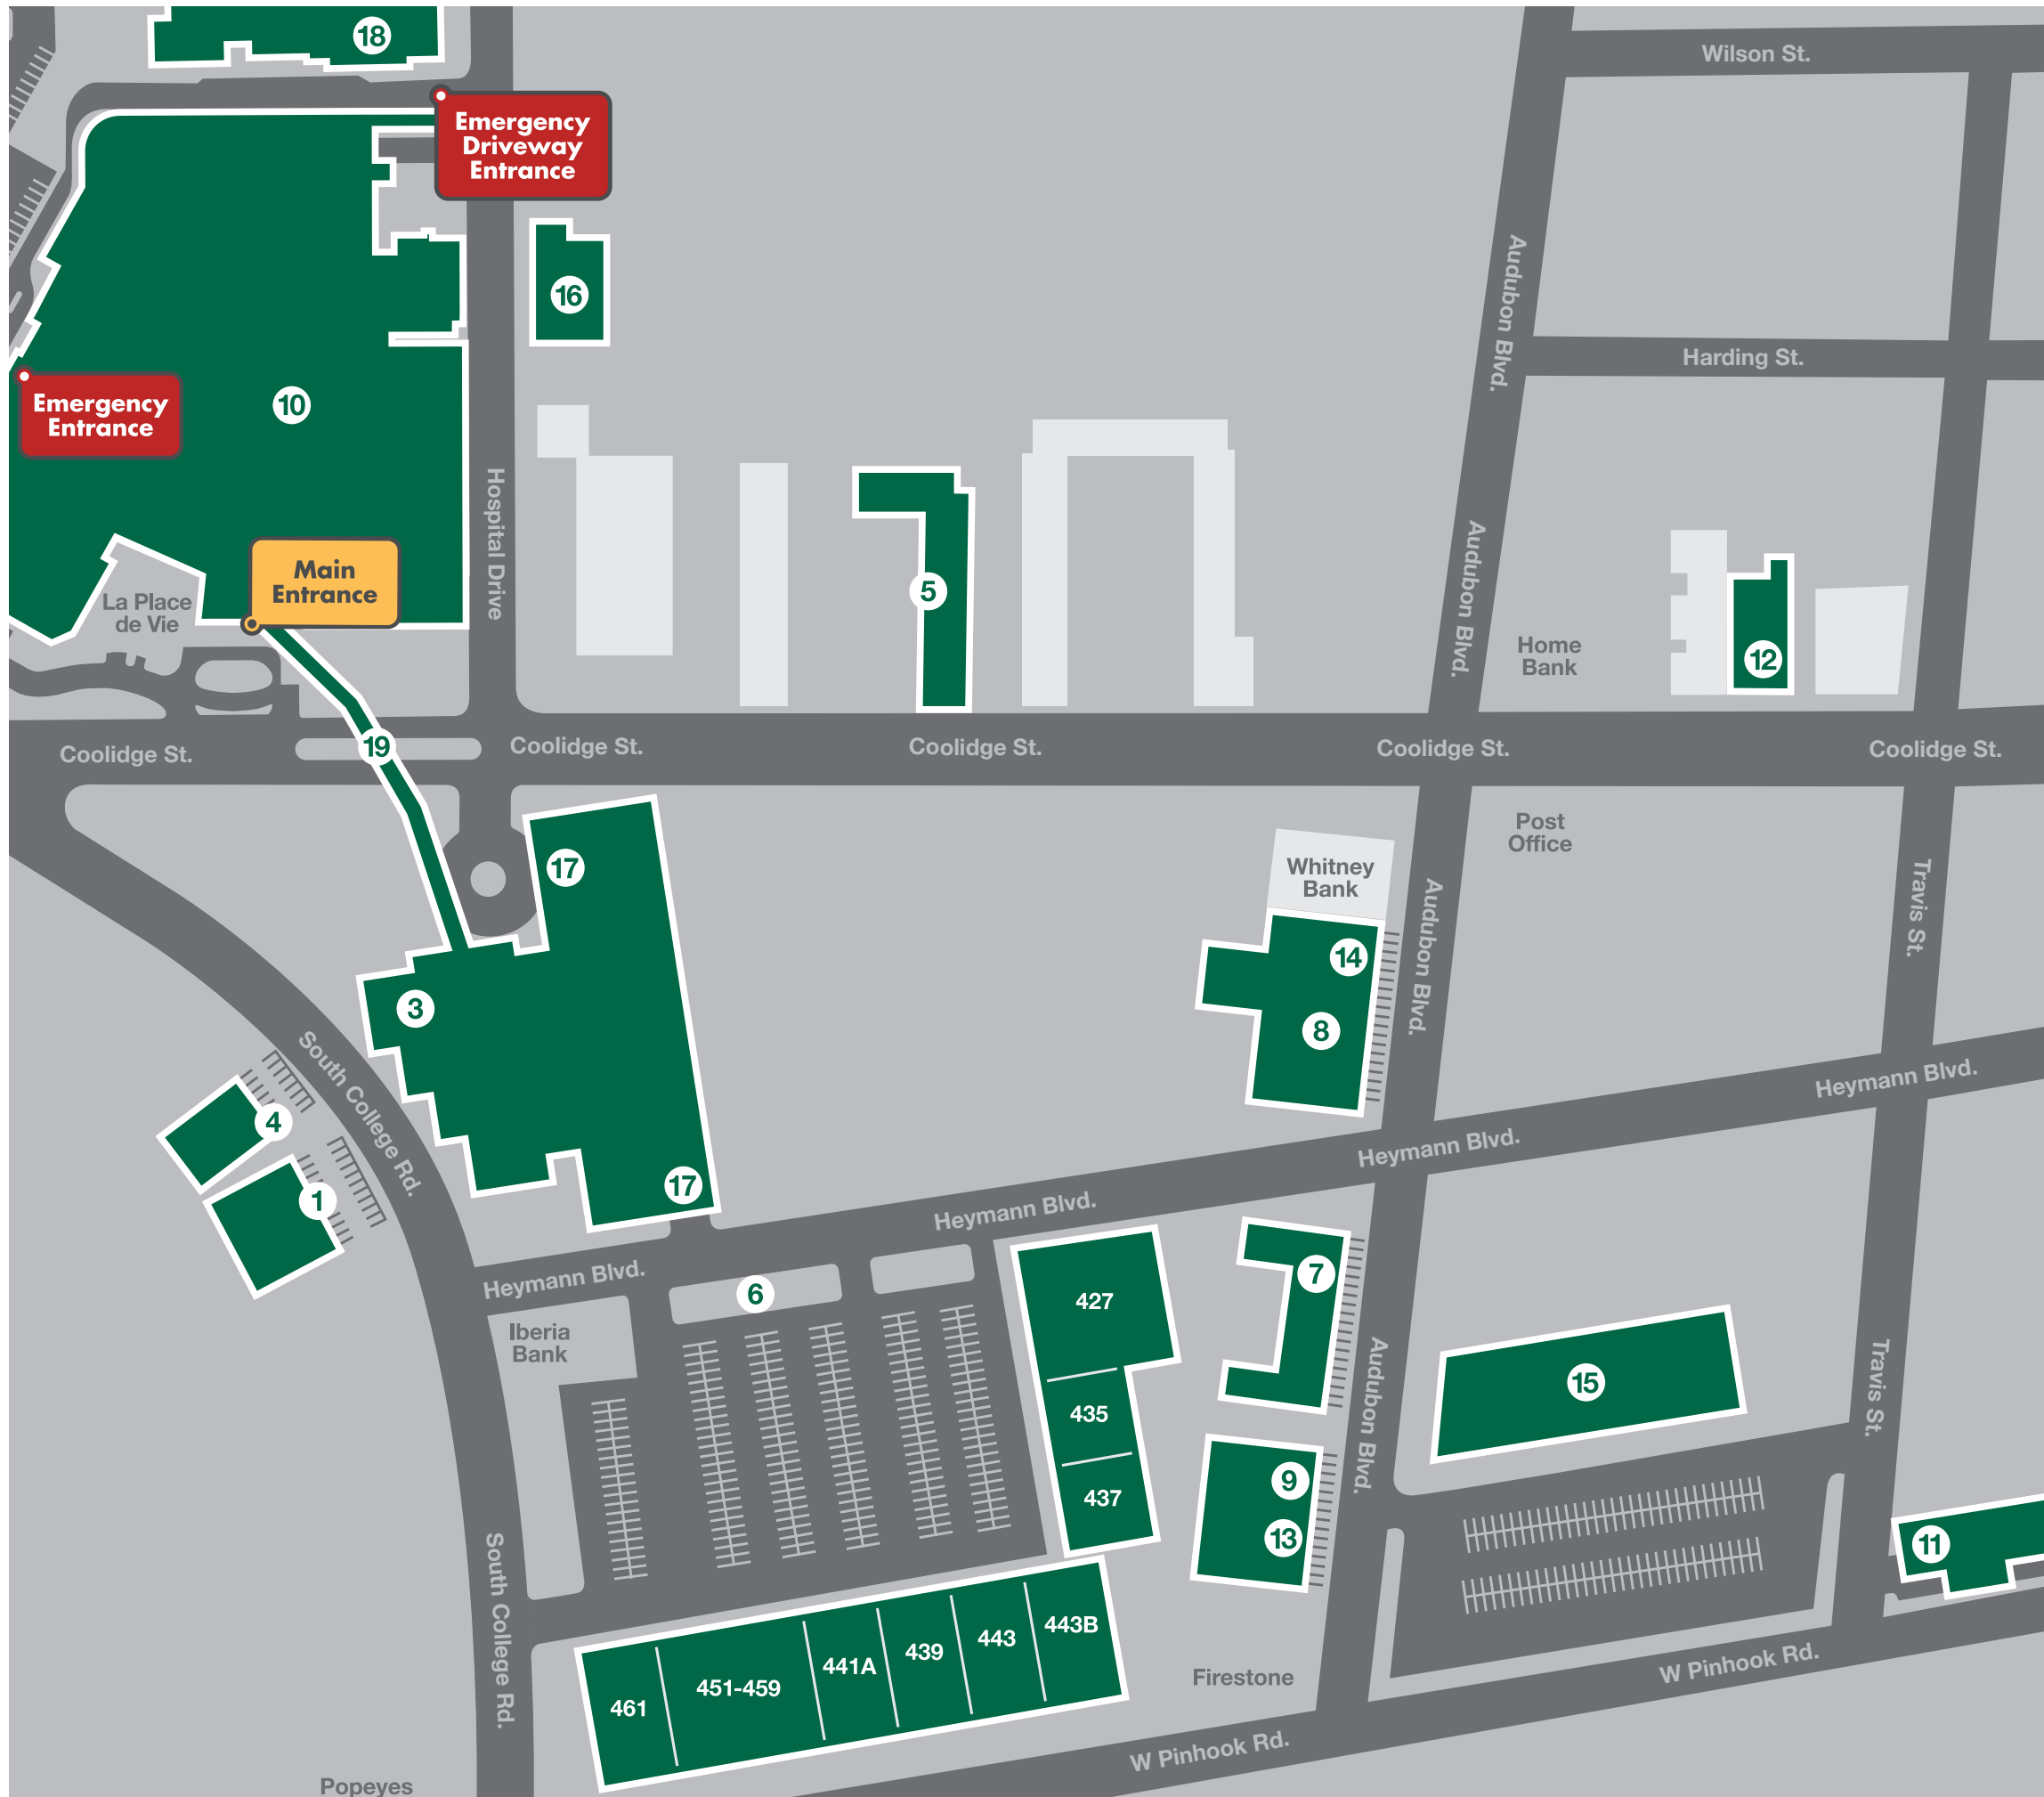 18
Wilson St.
Emergency
Driveway
Entrance
Audubon Blvd.
16
Harding St.
Emergency
Entrance
10
Hospital Drive
Audubon Blvd.
Main
Entrance
5
La Place
de Vie
Home
Bank
12
19
Coolidge St.
Coolidge St.
Coolidge St.
Coolidge St.
Coolidge St.
Post
Office
17
Whitney
Bank
Audubon Blvd.
Travis St.
14
3
8
South College Rd.
Heymann Blvd.
4
Heymann Blvd.
1
17
Heymann Blvd.
Heymann Blvd.
7
6
427
Iberia
Bank
Audubon Blvd.
Travis St.
15
435
9
437
13
11
South College Rd.
443B
443
439
441A
451-459
461
Firestone
W Pinhook Rd.
W Pinhook Rd.
Popeyes